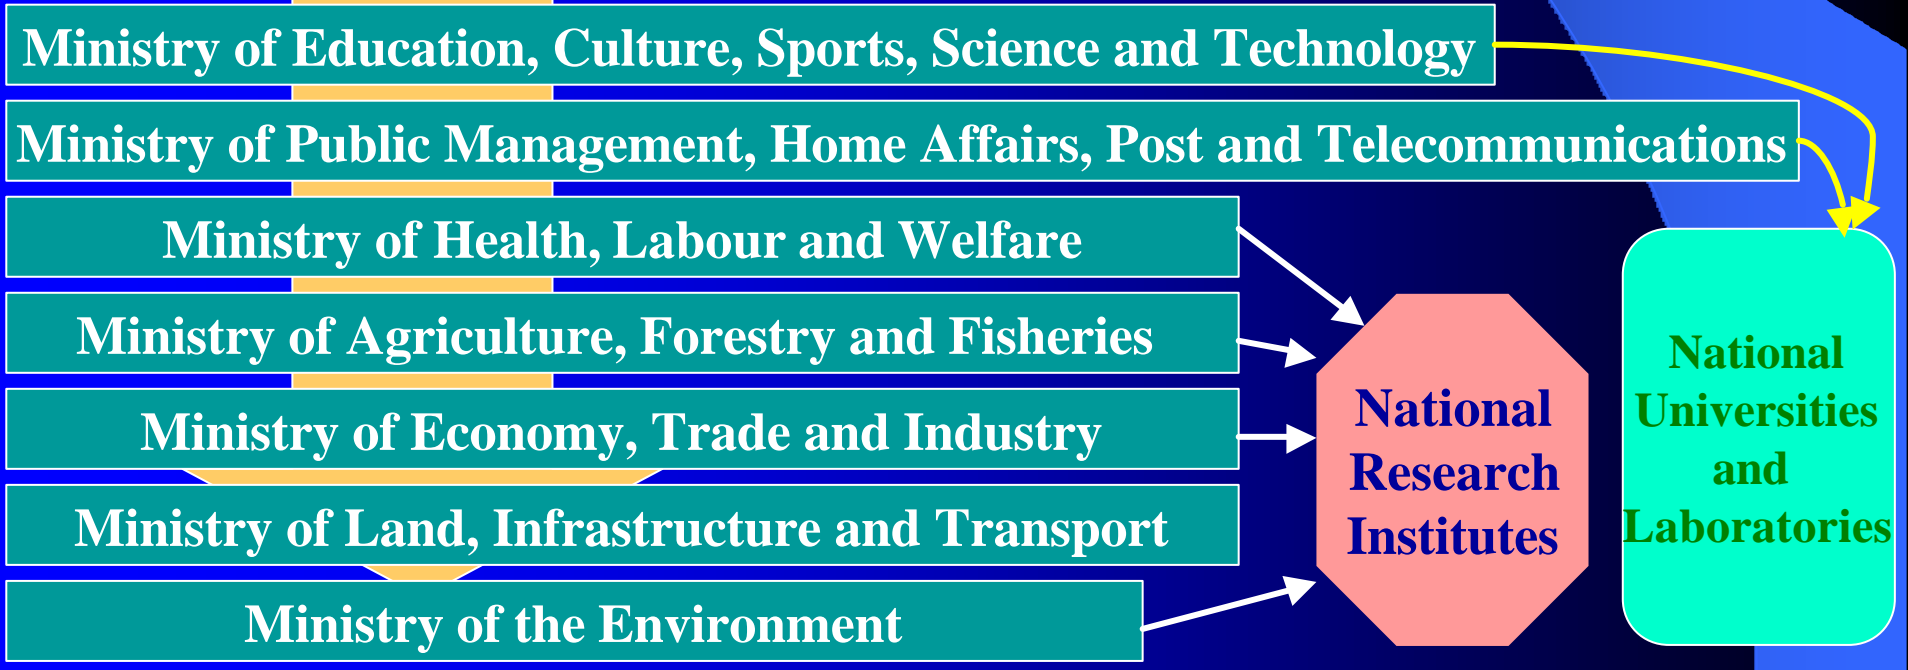 Ministry of Education, Culture, Sports, Science and Technology
Ministry of Public Management, Home Affairs, Post and Telecommunications
Ministry of Health, Labour and Welfare
Ministry of Agriculture, Forestry and Fisheries
Ministry of Economy, Trade and Industry
Ministry of Land, Infrastructure and Transport
Ministry of the Environment
National
Research
Institutes
National
Universities
and
Laboratories